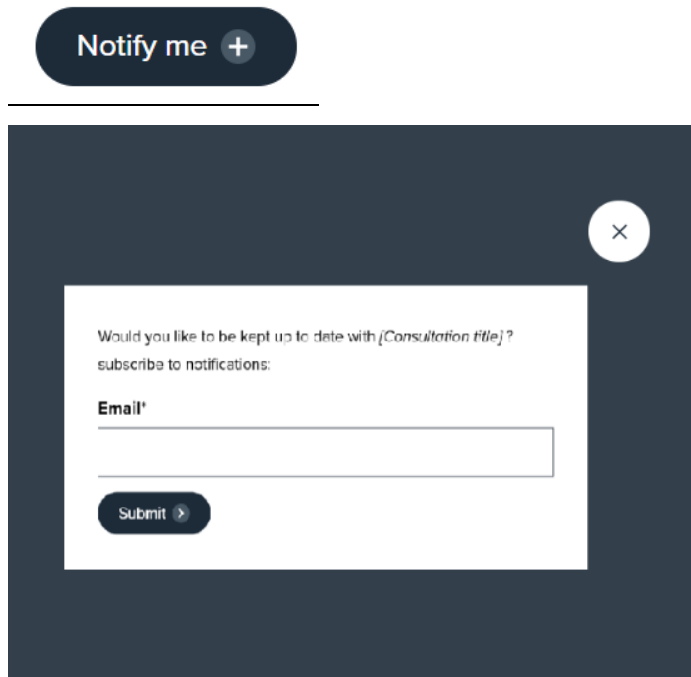 Notify me
Would you like to be kept up to date with [Consultation title]?
subscribe to notifications:
Email*
Submit